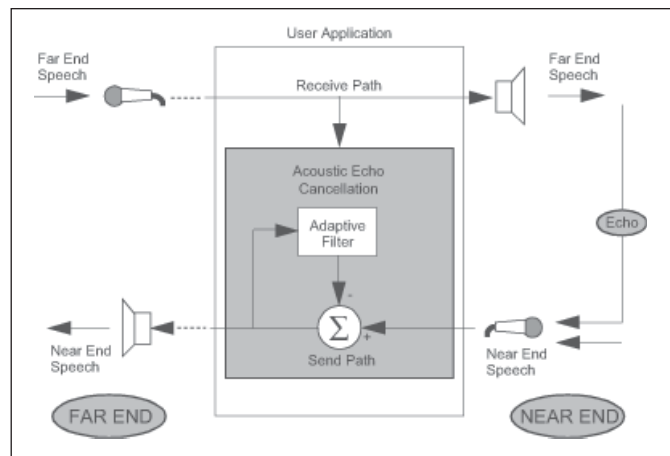 User Application
Far End
Speech
Receive Path
Far End
Speech
Acoustic Echo
Cancellation
Adaptive
Filter
Echo
-
Σ
+
Near End
Speech
Send Path
Near End
Speech
FAR END
NEAR END